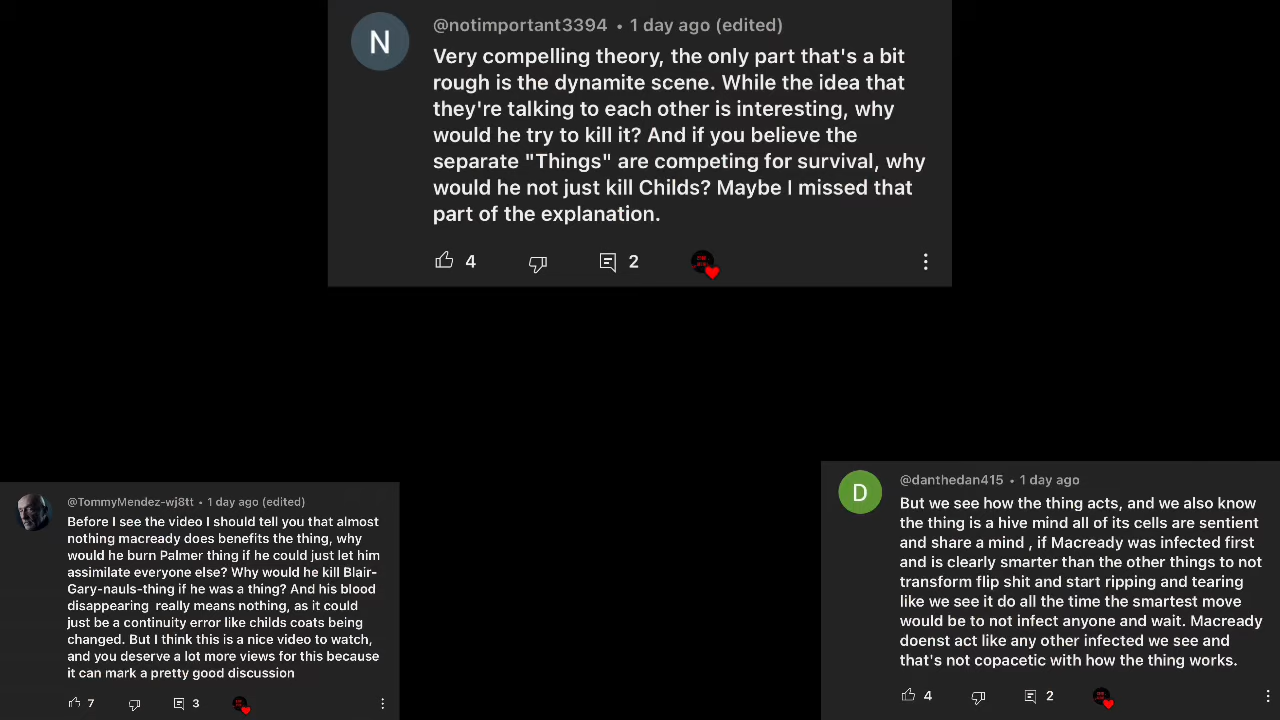 N
@notimportant3394 • 1 day ago (edited)
Very compelling theory, the only part that's a bit
rough is the dynamite scene. While the idea that
they're talking to each other is interesting, why
would he try to kill it? And if you believe the
separate "Things" are competing for survival, why
would he not just kill Childs? Maybe I missed that
part of the explanation.
4 2
@TommyMendez-wj8tt • 1 day ago (edited)
Before I see the video I should tell you that almost
nothing macready does benefits the thing, why
would he burn Palmer thing if he could just let him
assimilate everyone else? Why would he kill Blair-
Gary-nauls-thing if he was a thing? And his blood
disappearing really means nothing, as it could
just be a continuity error like childs coats being
changed. But I think this is a nice video to watch,
and you deserve a lot more views for this because
it can mark a pretty good discussion
7 3
D
@danthedan415 • 1 day ago
But we see how the thing acts, and we also know
the thing is a hive mind all of its cells are sentient
and share a mind , if Macready was infected first
and is clearly smarter than the other things to not
transform flip shit and start ripping and tearing
like we see it do all the time the smartest move
would be to not infect anyone and wait. Macready
doenst act like any other infected we see and
that's not copacetic with how the thing works.
4 2